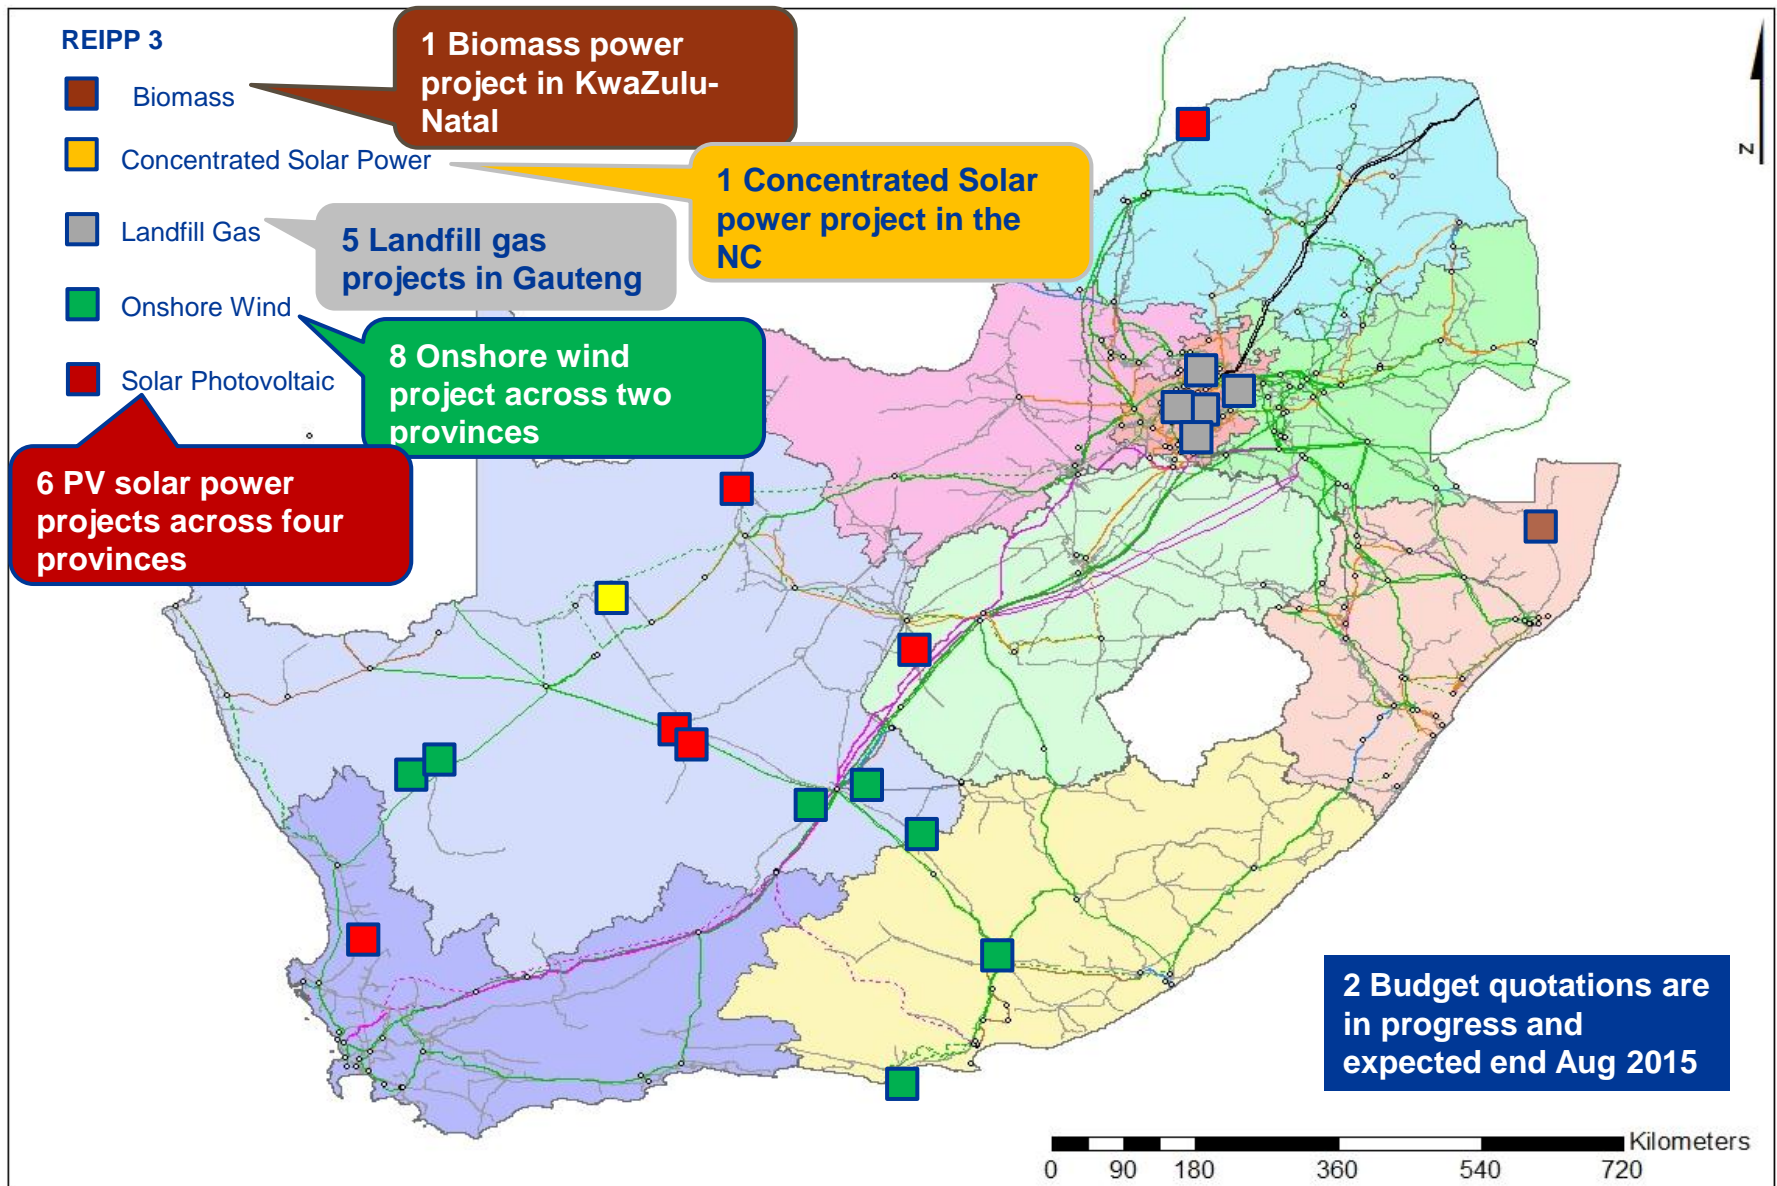 REIPP 3
Biomass
Concentrated Solar Power
Landfill Gas
Onshore Wind
Solar Photovoltaic
1 Biomass power
project in KwaZulu-
Natal
1 Concentrated Solar
power project in the
NC
5 Landfill gas
projects in Gauteng
8 Onshore wind
project across two
provinces
6 PV solar power
projects across four
provinces
N
2 Budget quotations are
in progress and
expected end Aug 2015
Kilometers
0 90 180 360 540 720